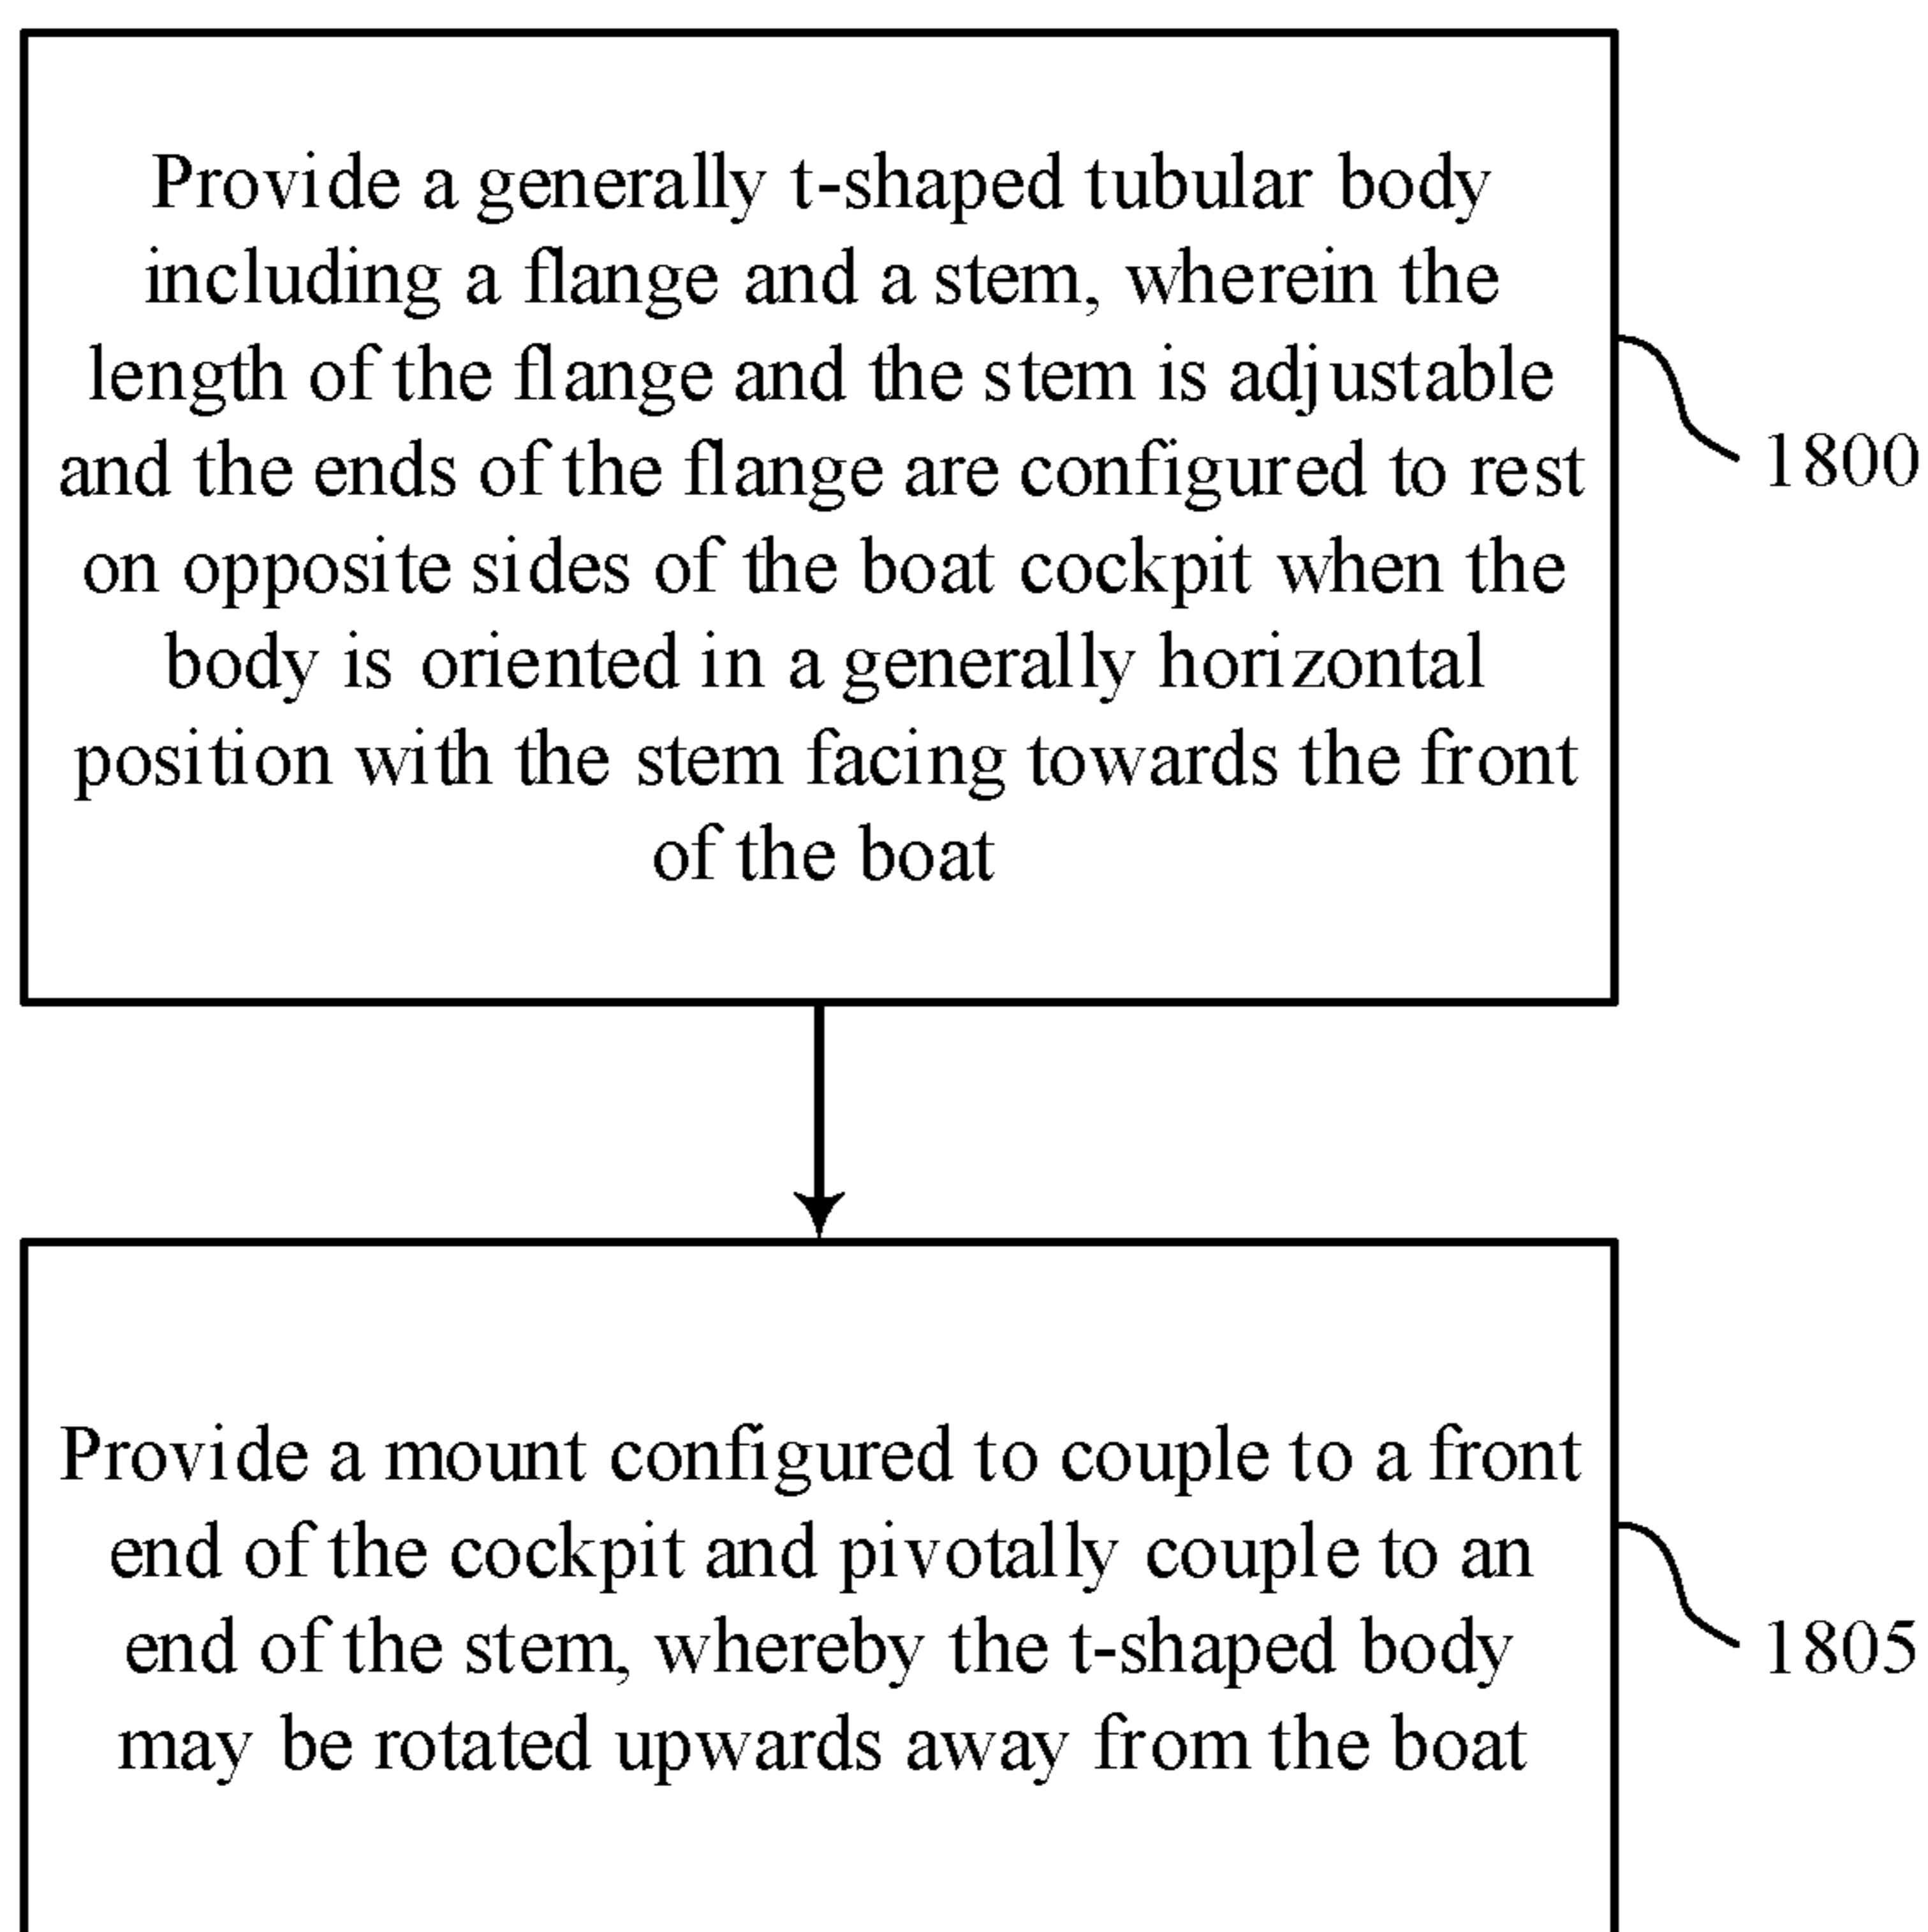 Provide a generally t-shaped tubular body
including a flange and a stem, wherein the
length of the flange and the stem is adjustable
and the ends of the flange are configured to rest
on opposite sides of the boat cockpit when the
body is oriented in a generally horizontal
position with the stem facing towards the front
of the boat
1800
Provide a mount configured to couple to a front
end of the cockpit and pivotally couple to an
end of the stem, whereby the t-shaped body
may be rotated upwards away from the boat
1805